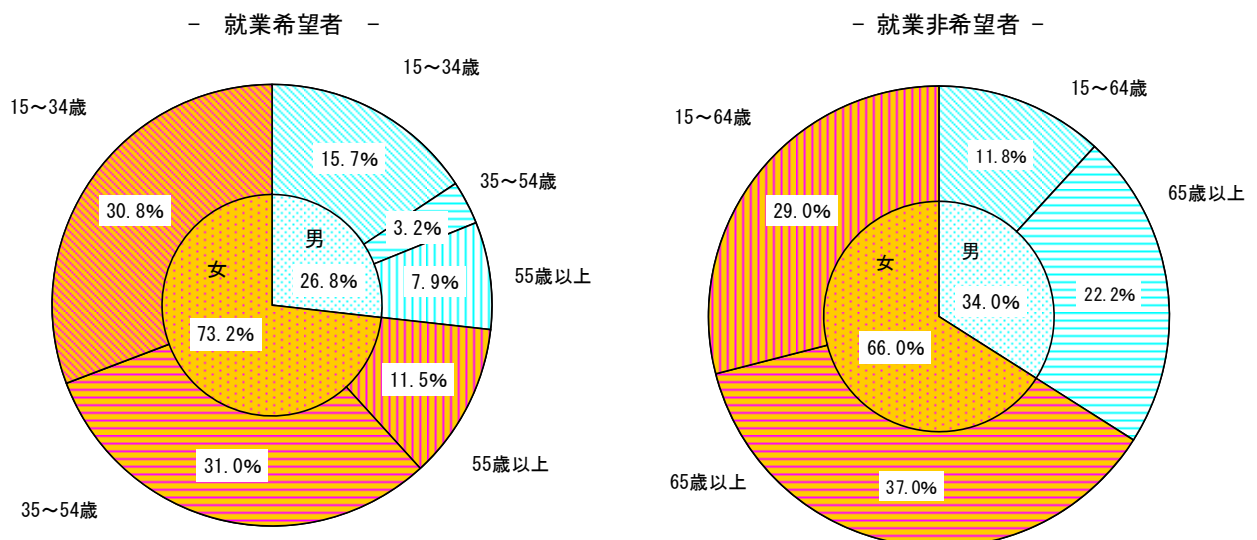 － 就業希望者 －
15～34歳
15～34歳
15.7%
35～54歳
30.8%
3.2%
男
女
26.8%
7.9%
55歳以上
73.2%
11.5%
31.0%
55歳以上
35～54歳
－ 就業非希望者 －
15～64歳
15～64歳
11.8%
65歳以上
29.0%
男
女
34.0%
22.2%
66.0%
65歳以上
37.0%